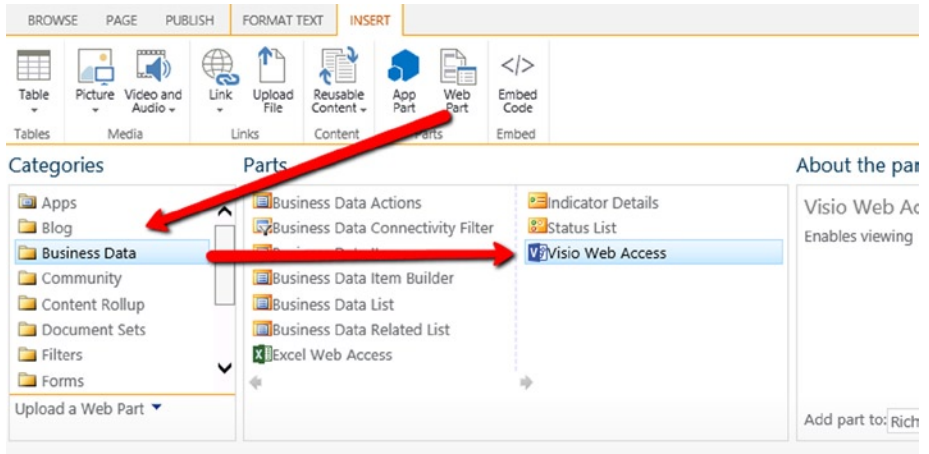 BROWSE PAGE PUBLISH FORMAT TEXT INSERT
Table Picture Video and Audio Link Upload File Reusable Content App Part Web Part Embed Code
Tables Media Links Content Parts Embed
Categories Parts About the par
Apps
Blog
Business Data
Community
Content Rollup
Document Sets
Filters
Forms
Upload a Web Part
Business Data Actions
Business Data Connectivity Filter
Business Data Item Builder
Business Data List
Business Data Related List
Excel Web Access
Indicator Details
Status List
Visio Web Access
Visio Web Ac
Enables viewing
Add part to: Rich